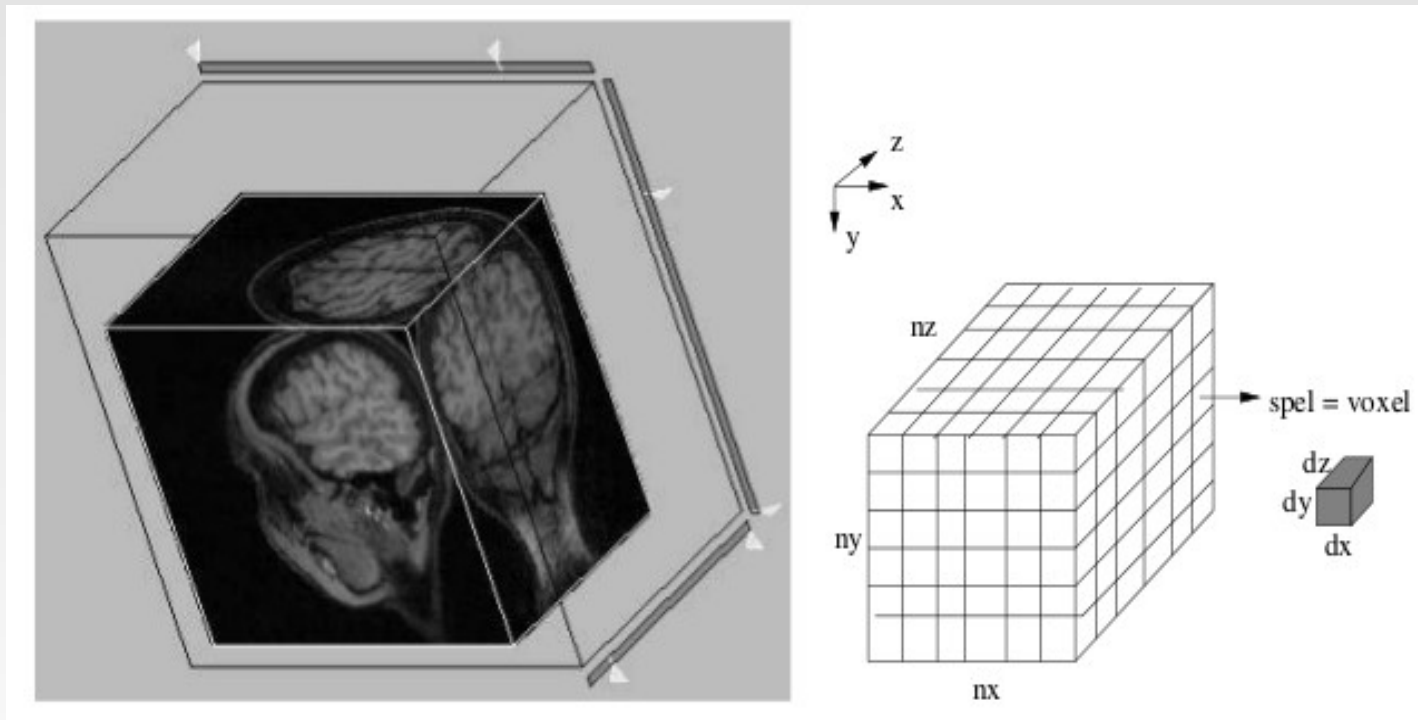 z
x
y
nz
spel = voxel
dz
dy
ny
dx
nx